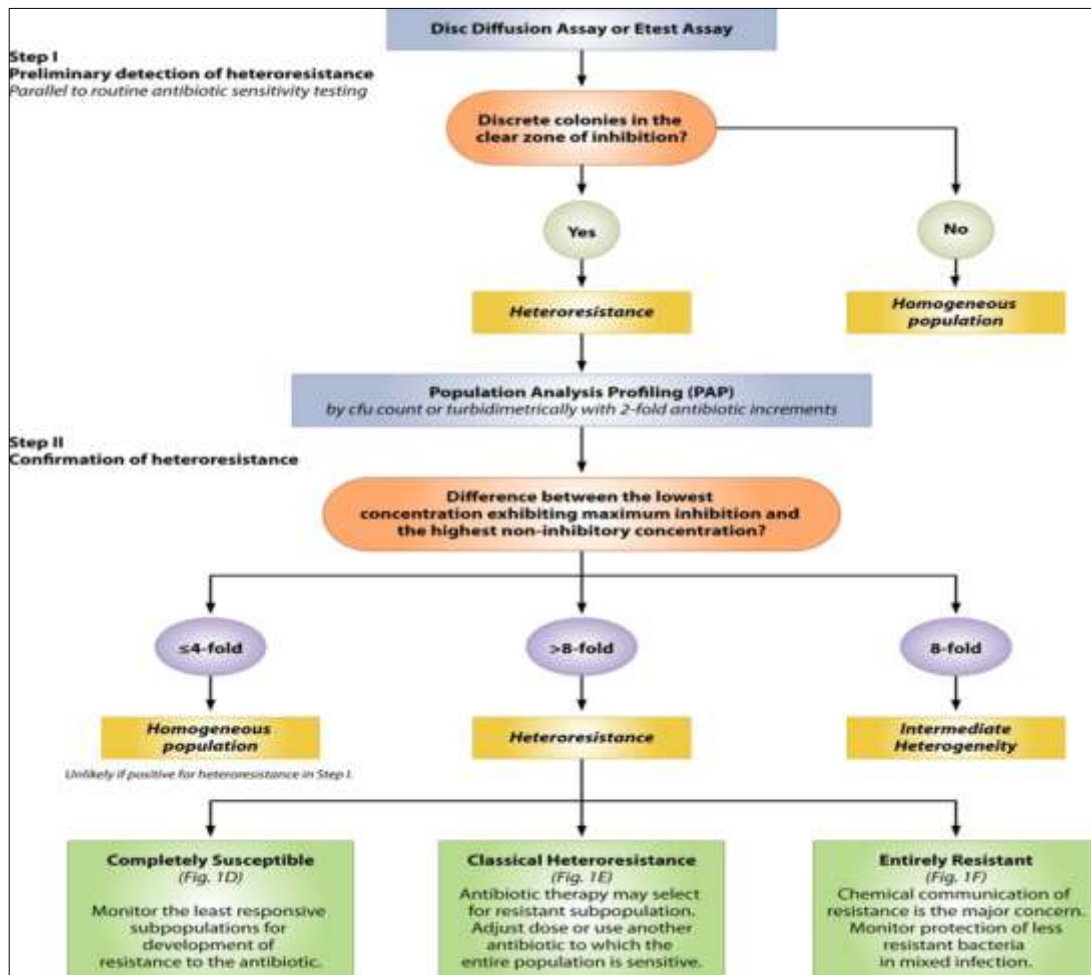 Disc Diffusion Assay or Etest Assay
Step I
Preliminary detection of heteroresistance
Parallel to routine antibiotic sensitivity testing
Discrete colonies in the
clear zone of inhibition?
Yes
No
Heteroresistance
Homogeneous
population
Population Analysis Profiling (PAP)
by cfu count or turbidimetrically with 2-fold antibiotic increments
Step II
Confirmation of heteroresistance
Difference between the lowest
concentration exhibiting maximum inhibition and
the highest non-inhibitory concentration?
≤4-fold
>8-fold
8-fold
Homogeneous
population
Unlikely if positive for heteroresistance in Step I.
Heteroresistance
Intermediate
Heterogeneity
Completely Susceptible
(Fig. 1D)
Monitor the least responsive
subpopulations for
development of
resistance to the antibiotic.
Classical Heteroresistance
(Fig. 1E)
Antibiotic therapy may select
for resistant subpopulation.
Adjust dose or use another
antibiotic to which the
entire population is sensitive.
Entirely Resistant
(Fig. 1F)
Chemical communication of
resistance is the major concern.
Monitor protection of less
resistant bacteria
in mixed infection.